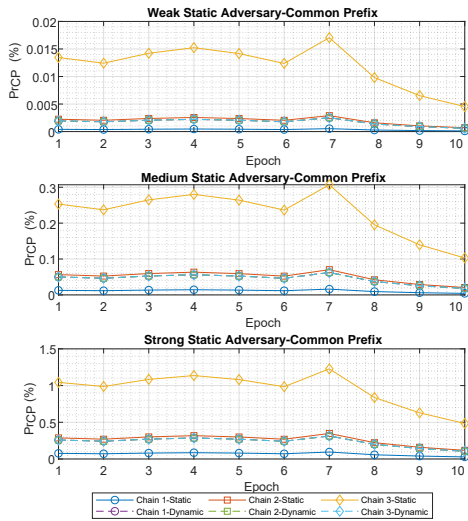 Weak Static Adversary-Common Prefix
0.02
0.015
0.01
0.005
0
Pr_CP (%)
1 2 3 4 5 6 7 8 9 10
Epoch
Medium Static Adversary-Common Prefix
0.3
0.2
0.1
0
Pr_CP (%)
1 2 3 4 5 6 7 8 9 10
Epoch
Strong Static Adversary-Common Prefix
1.5
1
0.5
0
Pr_CP (%)
1 2 3 4 5 6 7 8 9 10
Epoch
Chain 1-Static Chain 2-Static Chain 3-Static
Chain 1-Dynamic Chain 2-Dynamic Chain 3-Dynamic